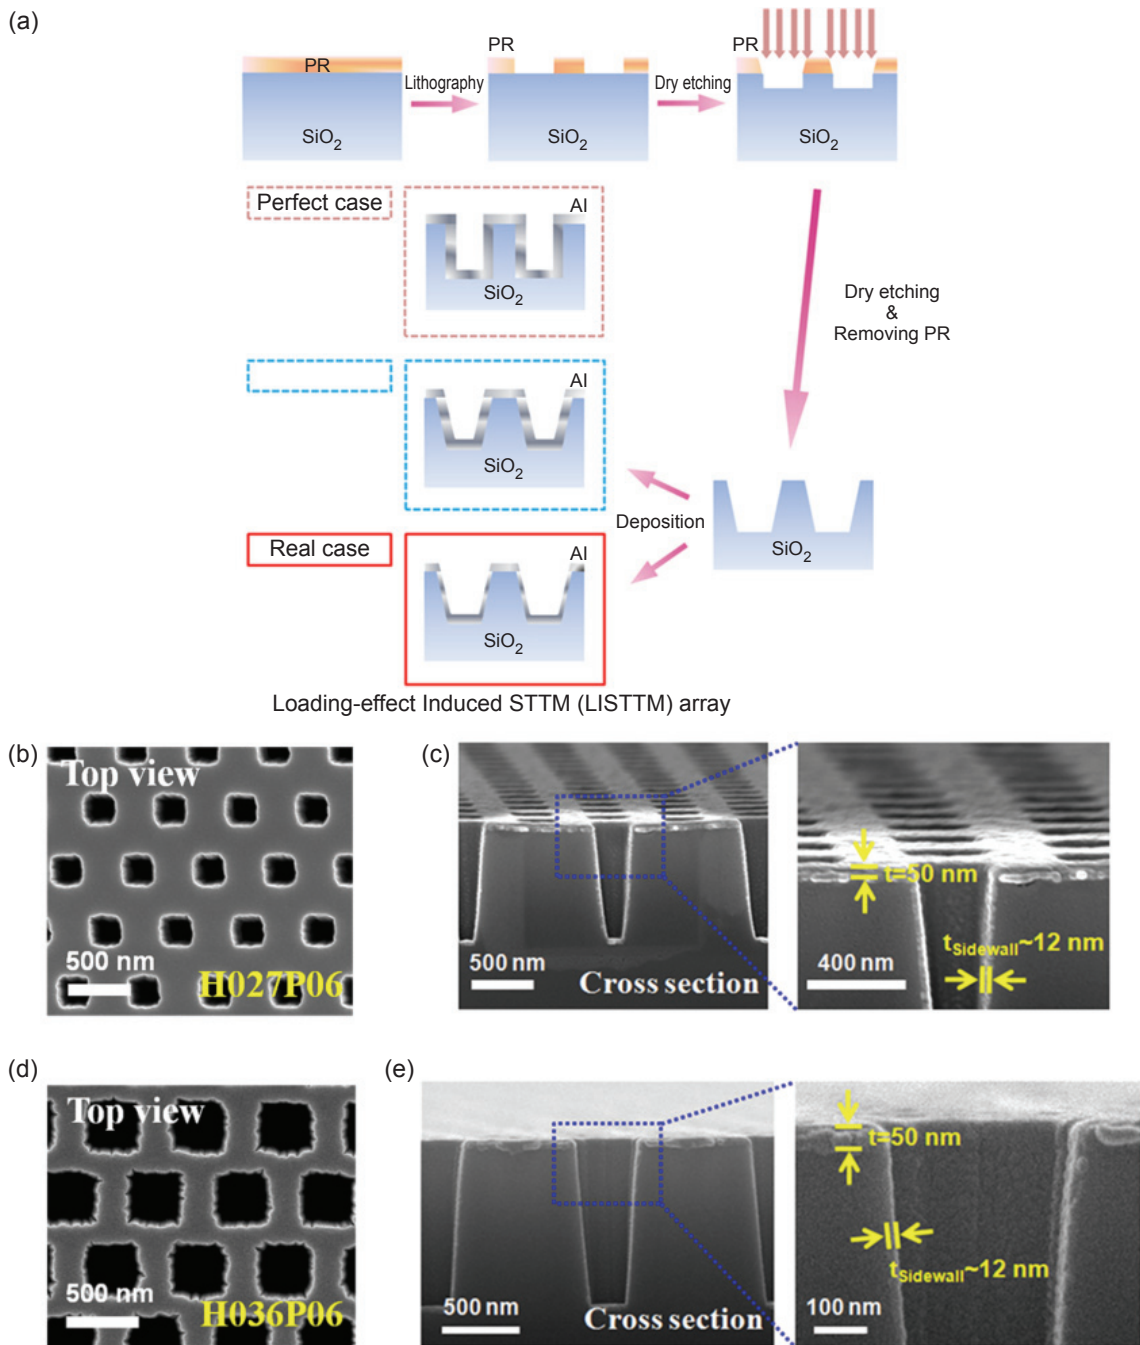 (a)
PR
SiO2
Lithography
PR
SiO2
Dry etching
PR
SiO2
Perfect case
Al
SiO2
Dry etching
&
Removing PR
Al
SiO2
Deposition
SiO2
Real case
Al
SiO2
Loading-effect Induced STTM (LISTTM) array
(b)
Top view
500 nm
H027P06
(c)
500 nm
Cross section
t=50 nm
tSidewall~12 nm
400 nm
(d)
Top view
500 nm
H036P06
(e)
500 nm
Cross section
t=50 nm
tSidewall~12 nm
100 nm